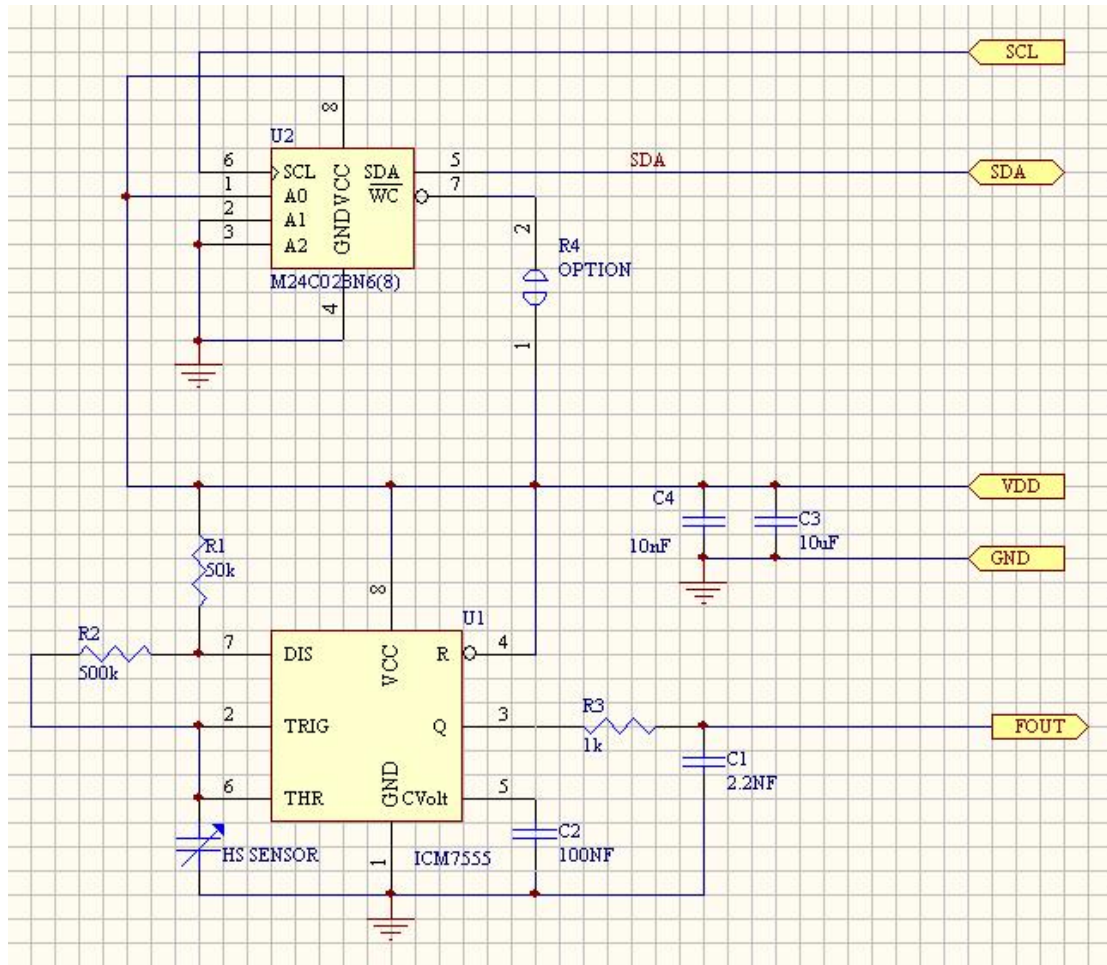 SCL
8
U2
6
SCL
SDA
5
SDA
SDA
1
A0
WC
7
2
A1
3
A2
GNDVCC
2
R4
OPTION
M24C02BN6(8)
4
1
VDD
C4
10nF
C3
10uF
GND
R1
50k
8
U1
R2
500k
7
DIS
VCC
R
4
2
TRIG
Q
3
R3
1k
FOUT
C1
2.2NF
6
THR
GND
CVolt
5
C2
100NF
HS SENSOR
1
ICM7555